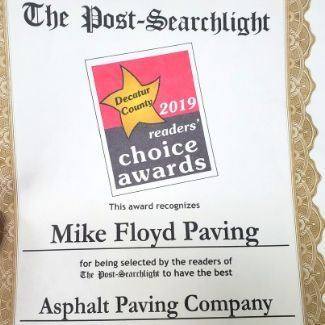 The Post-Searchlight
Decatur
County
2019
readers'
choice
awards
This award recognizes
Mike Floyd Paving
for being selected by the readers of
The Post-Searchlight to have the best
Asphalt Paving Company